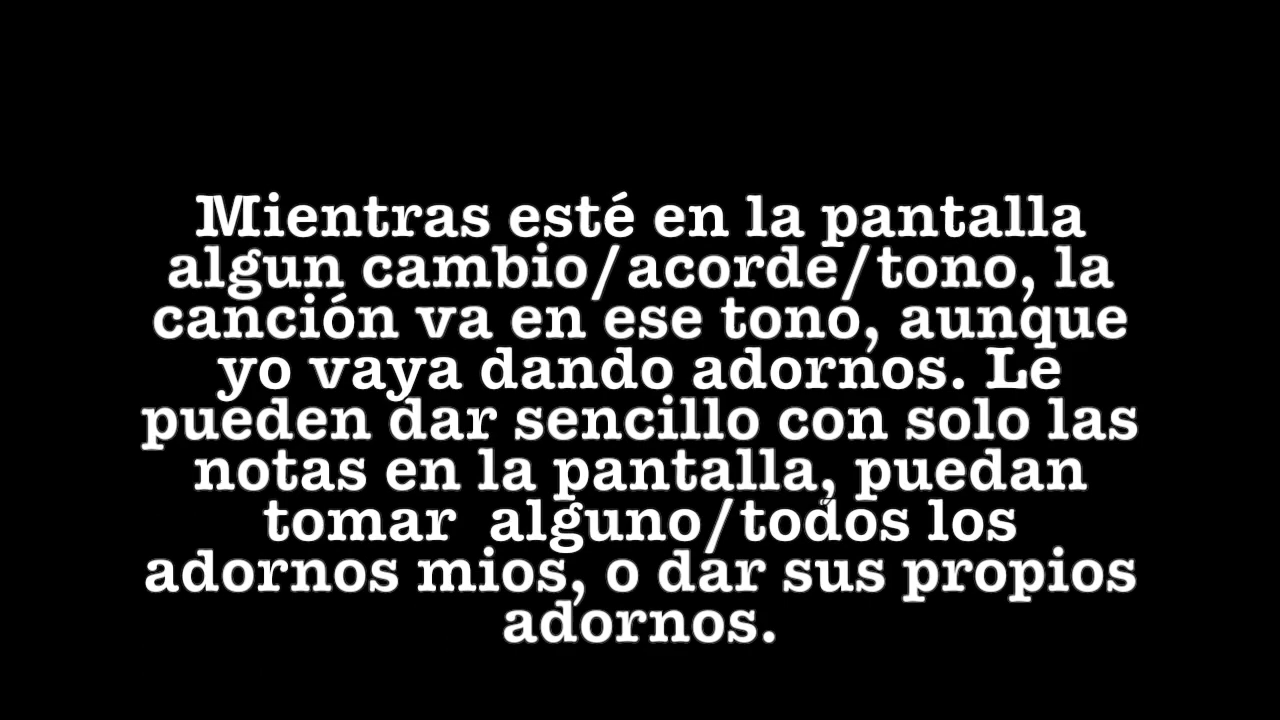 Mientras esté en la pantalla
algun cambio/acorde/tono, la
canción va en ese tono, aunque
yo vaya dando adornos. Le
pueden dar sencillo con solo las
notas en la pantalla, puedan
tomar  alguno/todos los
adornos mios, o dar sus propios
adornos.